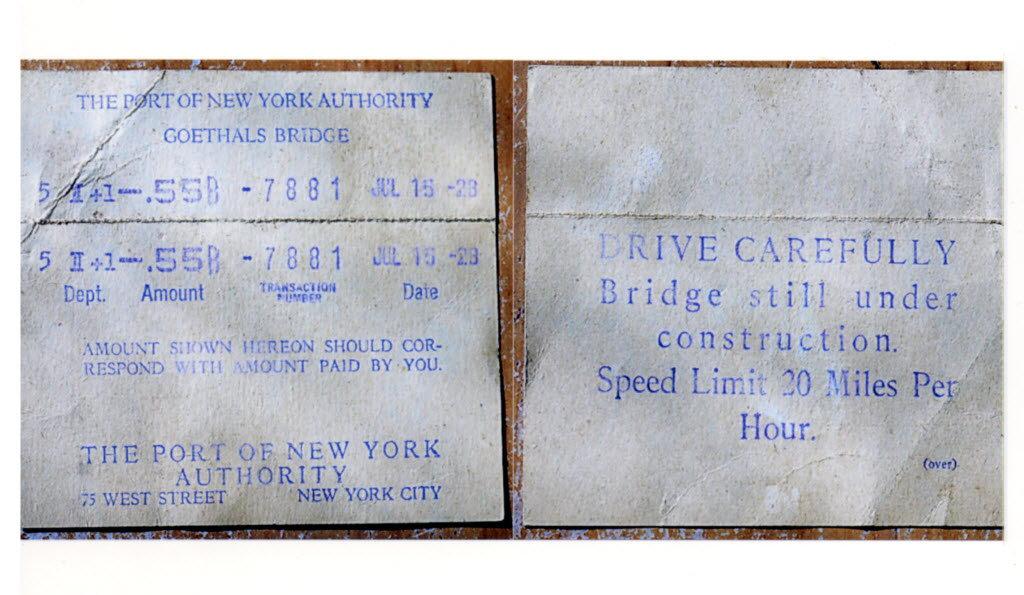 THE PORT OF NEW YORK AUTHORITY
GOETHALS BRIDGE
5 II+1—.55B -7881 JUL 15 -28
5 II+1—.55B -7881 JUL 15 -28
Dept. Amount TRANSACTION NUMBER Date
AMOUNT SHOWN HEREON SHOULD COR-
RESPOND WITH AMOUNT PAID BY YOU.
THE PORT OF NEW YORK
AUTHORITY
75 WEST STREET NEW YORK CITY
DRIVE CAREFULLY
Bridge still under
construction.
Speed Limit 20 Miles Per
Hour.
(over)